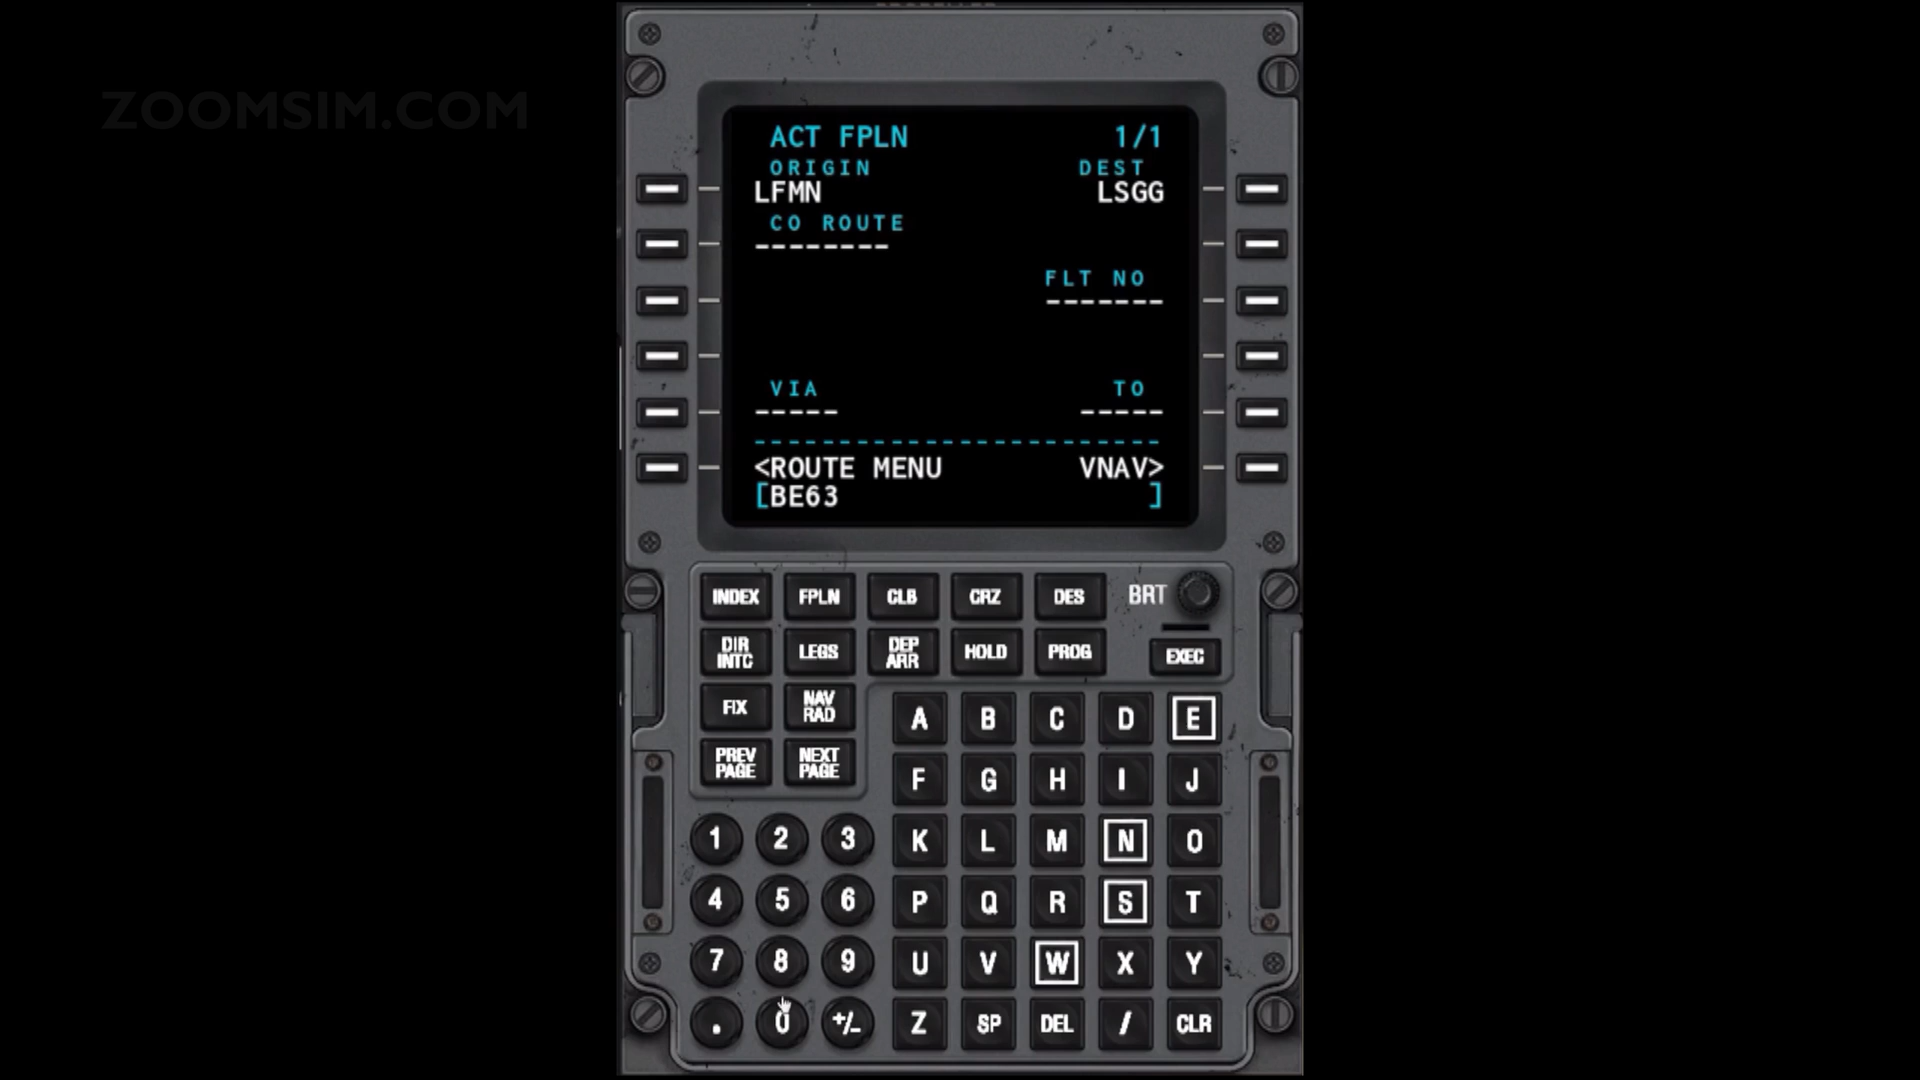 ZOOMSIM.COM
ACT FPLN 1/1
ORIGIN DEST
LFMN LSGG
CO ROUTE
--------
FLT NO
-------
VIA TO
----- -----
------------------------
<ROUTE MENU VNAV>
[BE63 ]
INDEX FPLN CLB CRZ DES BRT
DIR INTC LEGS DEP ARR HOLD PROG EXEC
FIX NAV RAD A B C D E
PREV PAGE NEXT PAGE F G H I J
1 2 3 K L M N O
4 5 6 P Q R S T
7 8 9 U V W X Y
. 0 +/- Z SP DEL / CLR